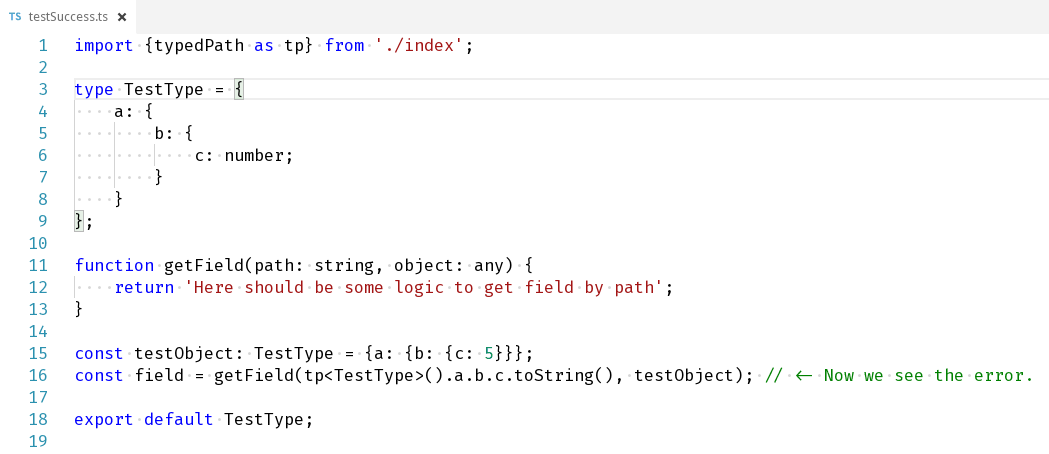 TS testSuccess.ts ×
1 import {typedPath as tp} from './index';
2
3 type TestType = {
4     a: {
5         b: {
6             c: number;
7         }
8     }
9 };
10
11 function getField(path: string, object: any) {
12     return 'Here should be some logic to get field by path';
13 }
14
15 const testObject: TestType = {a: {b: {c: 5}}};
16 const field = getField(tp<TestType>().a.b.c.toString(), testObject); // <- Now we see the error.
17
18 export default TestType;
19